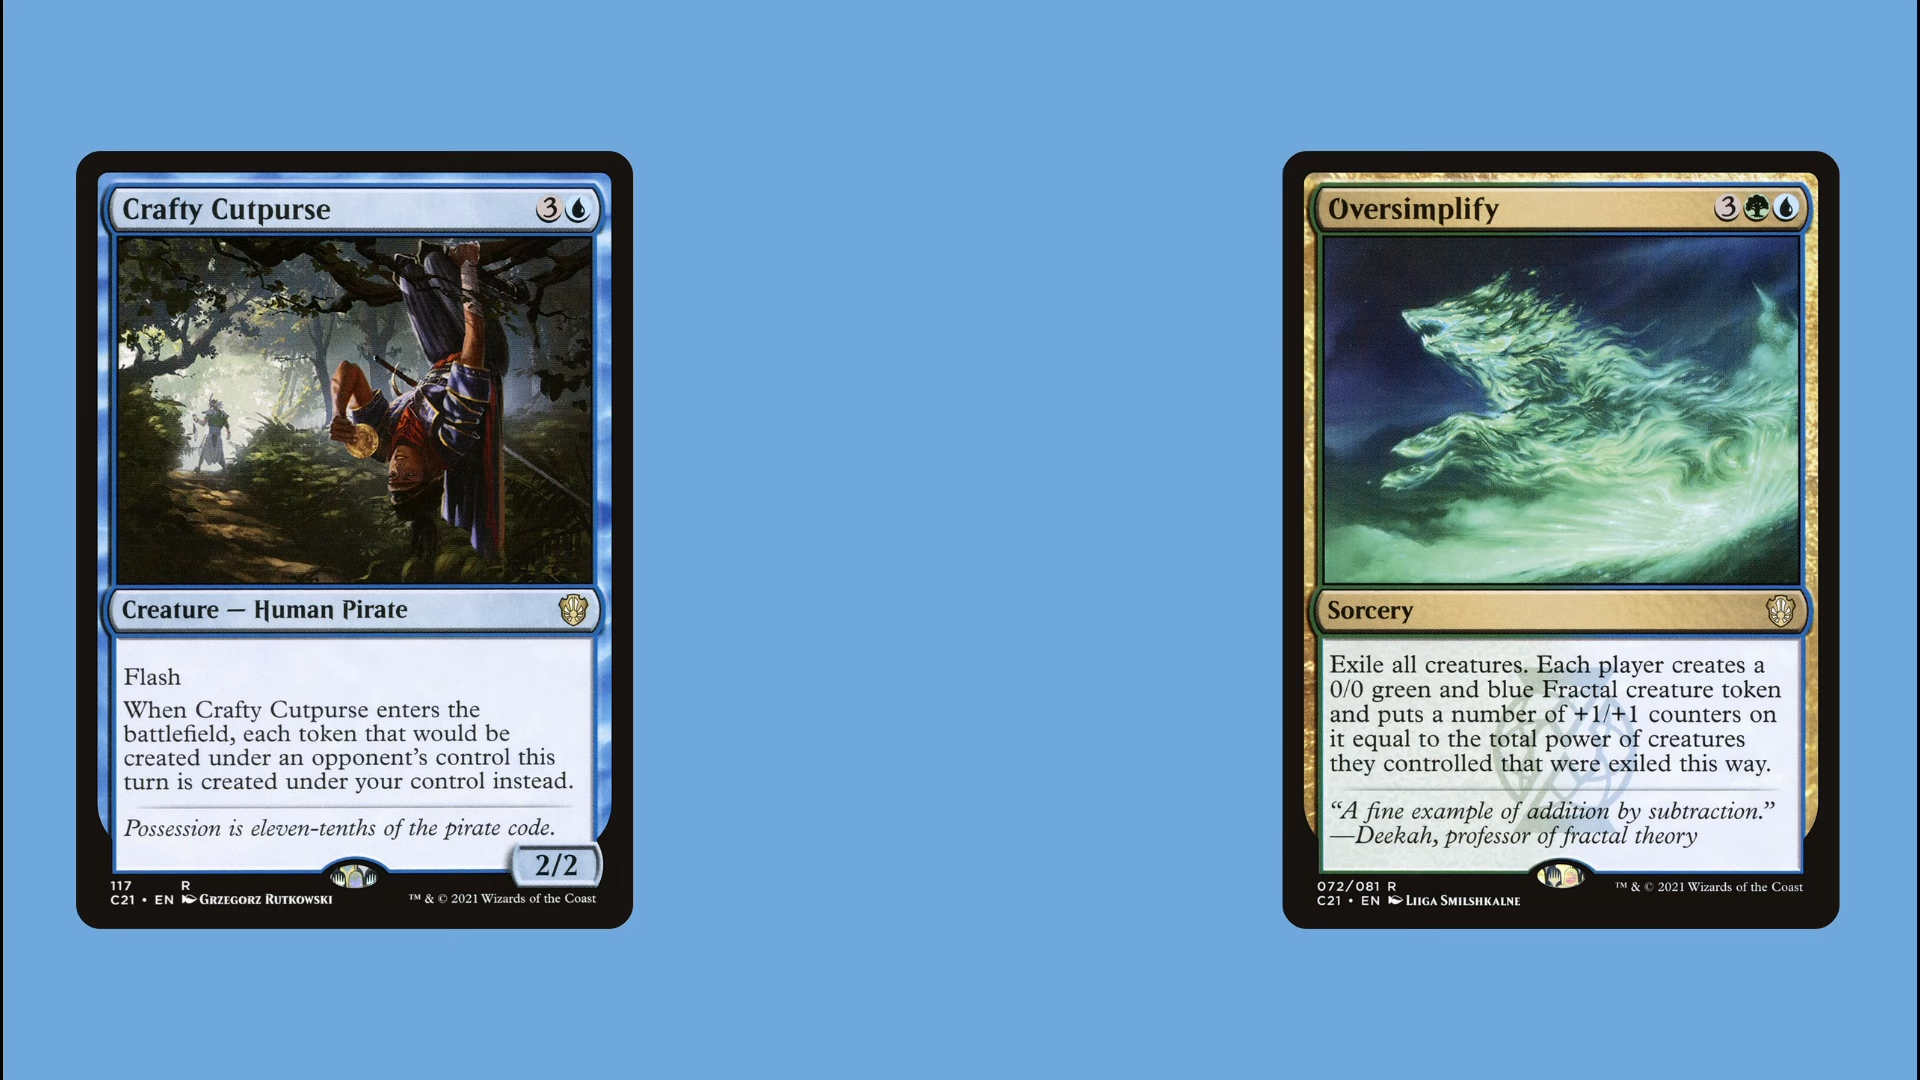 Crafty Cutpurse
3
Creature — Human Pirate
Flash
When Crafty Cutpurse enters the
battlefield, each token that would be
created under an opponent's control this
turn is created under your control instead.
Possession is eleven-tenths of the pirate code.
2/2
117 R
C21 • EN Grzegorz Rutkowski
™ & © 2021 Wizards of the Coast
Oversimplify
3
Sorcery
Exile all creatures. Each player creates a
0/0 green and blue Fractal creature token
and puts a number of +1/+1 counters on
it equal to the total power of creatures
they controlled that were exiled this way.
“A fine example of addition by subtraction.”
—Deekah, professor of fractal theory
072/081 R
C21 • EN Liiga Smilshkalne
™ & © 2021 Wizards of the Coast